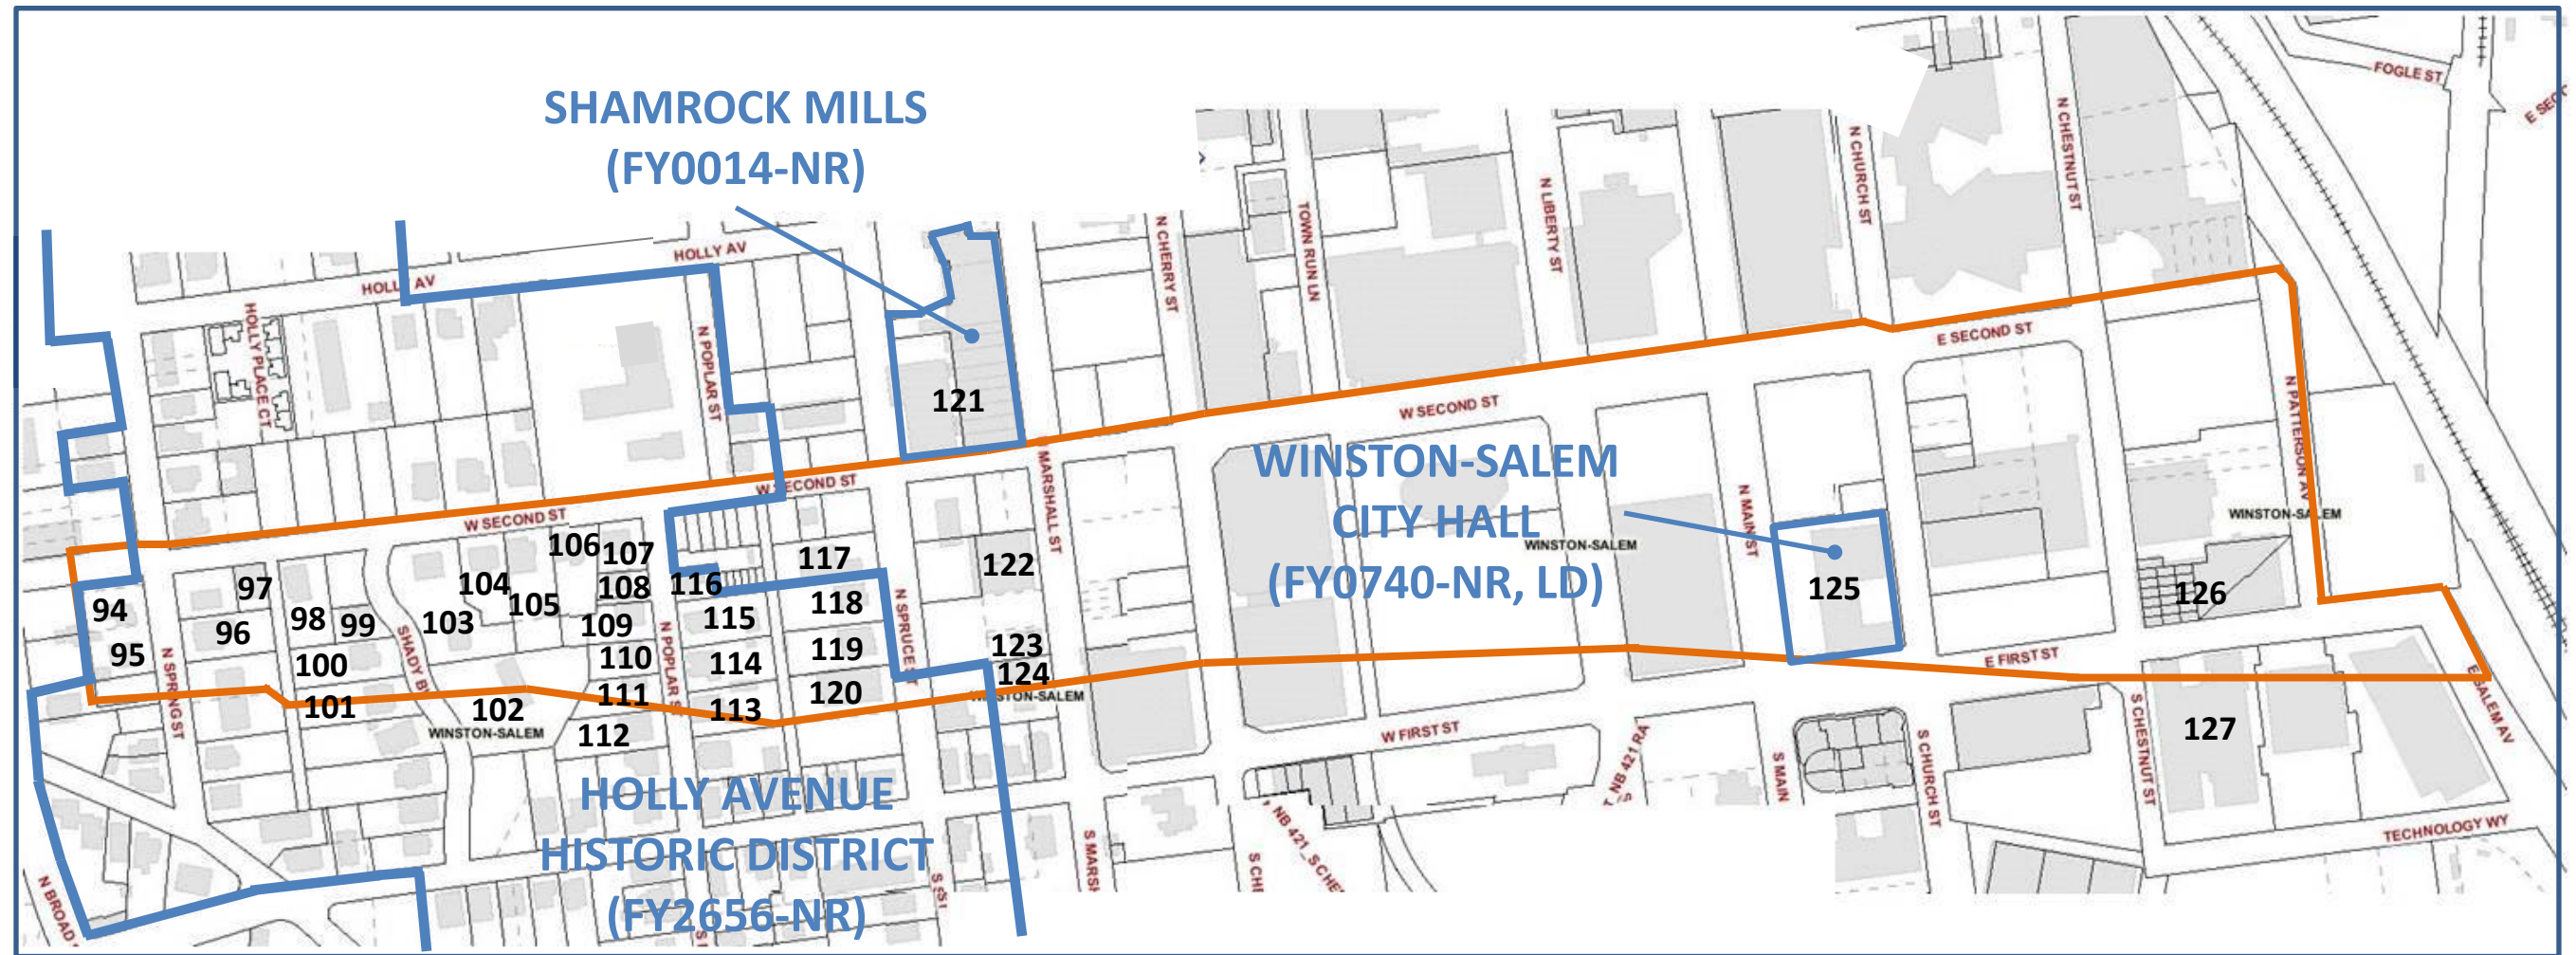 SHAMROCK MILLS
(FY0014-NR)
FOGLE ST
N CHESTNUT ST
N CHURCH ST
N LIBERTY ST
TOWN RUN LN
N CHERRY ST
HOLLY AV
HOLLY AV
HOLLY PLACE CT
N POPLAR ST
121
E SECOND ST
W SECOND ST
N PATTERSON AV
MARSHALL ST
W SECOND ST
W SECOND ST
WINSTON-SALEM
CITY HALL
(FY0740-NR, LD)
N MAIN ST
WINSTON-SALEM
WINSTON-SALEM
94
95
96
97
98
99
100
101
102
103
104
105
106
107
108
109
110
111
112
113
114
115
116
117
118
119
120
122
123
124
125
126
127
N SPRING ST
N POPLAR ST
N SPRUCE ST
WINSTON-SALEM
WINSTON-SALEM
E FIRST ST
W FIRST ST
E SALEM AV
HOLLY AVENUE
HISTORIC DISTRICT
(FY2656-NR)
S MAIN
S CHURCH ST
S CHESTNUT ST
TECHNOLOGY WY
N BROAD